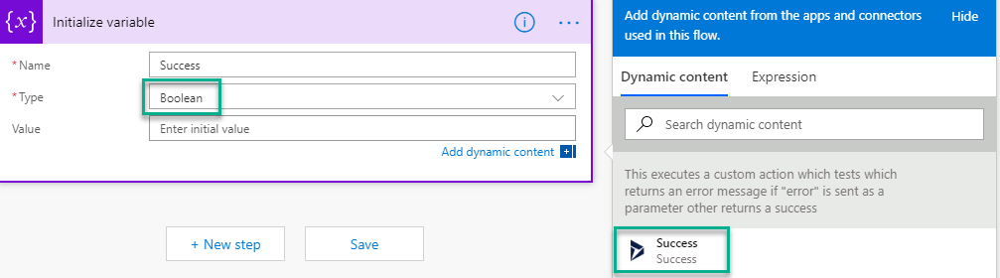 {x} Initialize variable
* Name
Success
* Type
Boolean
Value
Enter initial value
Add dynamic content
+ New step
Save
Add dynamic content from the apps and connectors
used in this flow.
Hide
Dynamic content
Expression
Search dynamic content
This executes a custom action which tests which
returns an error message if "error" is sent as a
parameter other returns a success
Success
Success